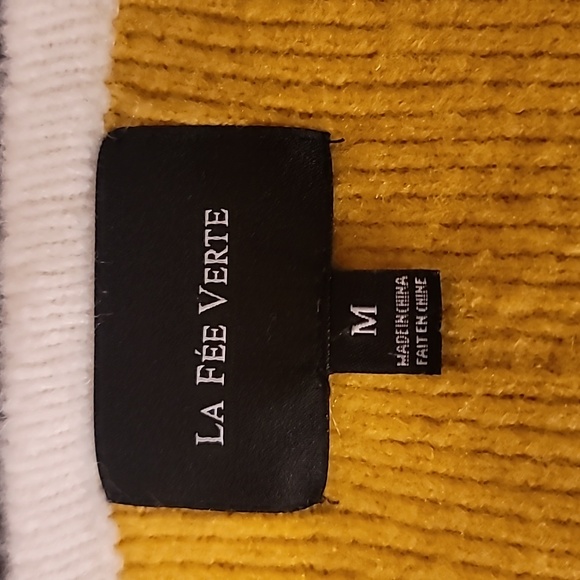 LA FÉE VERTE
M
MADE IN CHINA
FAIT EN CHINE